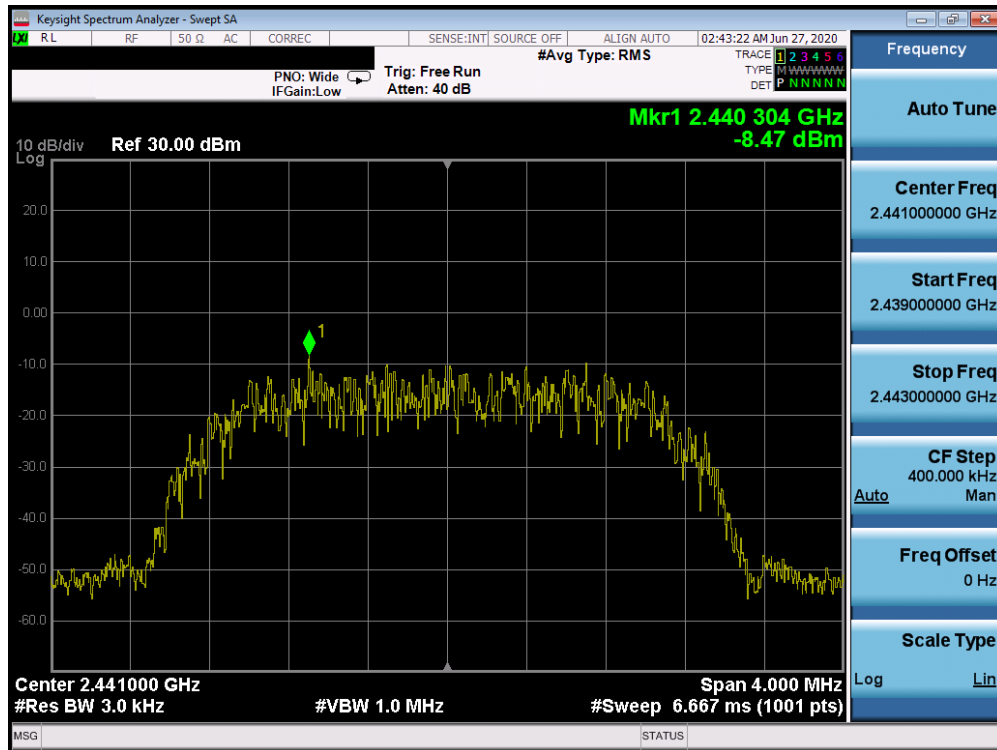 Keysight Spectrum Analyzer - Swept SA
LXI RL RF 50 Ω AC CORREC SENSE:INT SOURCE OFF ALIGN AUTO 02:43:22 AM Jun 27, 2020
#Avg Type: RMS
TRACE 1 2 3 4 5 6
PNO: Wide Trig: Free Run TYPE M WWWWW
IFGain:Low Atten: 40 dB DET P N N N N N
Mkr1 2.440 304 GHz
-8.47 dBm
10 dB/div Ref 30.00 dBm
Log
20.0
10.0
0.00
1
-10.0
-20.0
-30.0
-40.0
-50.0
-60.0
Center 2.441000 GHz Span 4.000 MHz
#Res BW 3.0 kHz #VBW 1.0 MHz #Sweep 6.667 ms (1001 pts)
MSG STATUS
Frequency
Auto Tune
Center Freq
2.441000000 GHz
Start Freq
2.439000000 GHz
Stop Freq
2.443000000 GHz
CF Step
400.000 kHz
Auto Man
Freq Offset
0 Hz
Scale Type
Log Lin